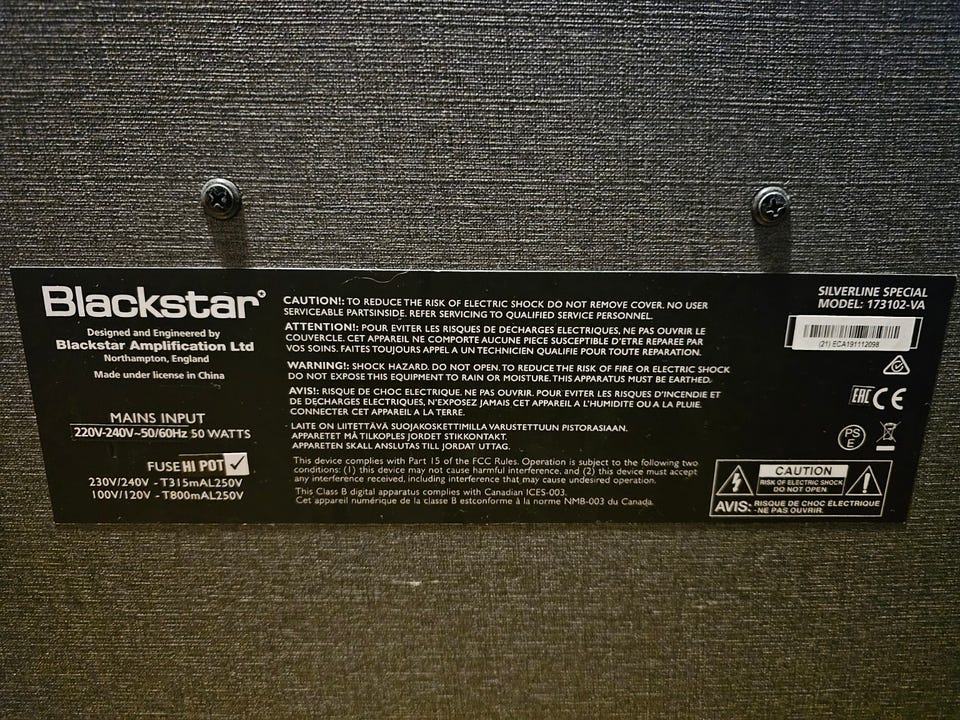 Blackstar
Designed and Engineered by
Blackstar Amplification Ltd
Northampton, England
Made under license in China
MAINS INPUT
220V-240V~50/60Hz 50 WATTS
FUSE HI POT
230V/240V - T315mAL250V
100V/120V - T800mAL250V
CAUTION!: TO REDUCE THE RISK OF ELECTRIC SHOCK DO NOT REMOVE COVER. NO USER
SERVICEABLE PARTSINSIDE. REFER SERVICING TO QUALIFIED SERVICE PERSONNEL.
ATTENTION!: POUR EVITER LES RISQUES DE DECHARGES ELECTRIQUES, NE PAS OUVRIR LE
COUVERCLE. CET APPAREIL NE COMPORTE AUCUNE PIECE SUSCEPTIBLE D'ETRE REPAREE PAR
VOS SOINS. FAITES TOUJOURS APPEL A UN TECHNICIEN QUALIFIE POUR TOUTE REPARATION.
WARNING!: SHOCK HAZARD. DO NOT OPEN. TO REDUCE THE RISK OF FIRE OR ELECTRIC SHOCK
DO NOT EXPOSE THIS EQUIPMENT TO RAIN OR MOISTURE. THIS APPARATUS MUST BE EARTHED.
AVIS!: RISQUE DE CHOC ELECTRIQUE. NE PAS OUVRIR. POUR EVITER LES RISQUES D'INCENDIE ET
DE DECHARGES ELECTRIQUES, N'EXPOSEZ JAMAIS CET APPAREIL A L'HUMIDITE OU A LA PLUIE.
CONNECTER CET APPAREIL A LA TERRE.
LAITE ON LIITETTÄVÄ SUOJAKOSKETTIMILLA VARUSTETTUUN PISTORASIAAN.
APPARETET MÅ TILKOPLES JORDET STIKKONTAKT.
APPARATEN SKALL ANSLUTAS TILL JORDAT UTTAG.
This device complies with Part 15 of the FCC Rules. Operation is subject to the following two
conditions: (1) this device may not cause harmful interference, and (2) this device must accept
any interference received, including interference that may cause undesired operation.
This Class B digital apparatus complies with Canadian ICES-003.
Cet appareil numérique de la classe B estconforme à la norme NMB-003 du Canada.
SILVERLINE SPECIAL
MODEL: 173102-VA
(21) ECA191112098
EAC CE
PS
E
CAUTION
RISK OF ELECTRIC SHOCK
DO NOT OPEN
AVIS: RISQUE DE CHOC ÉLECTRIQUE
-NE PAS OUVRIR.